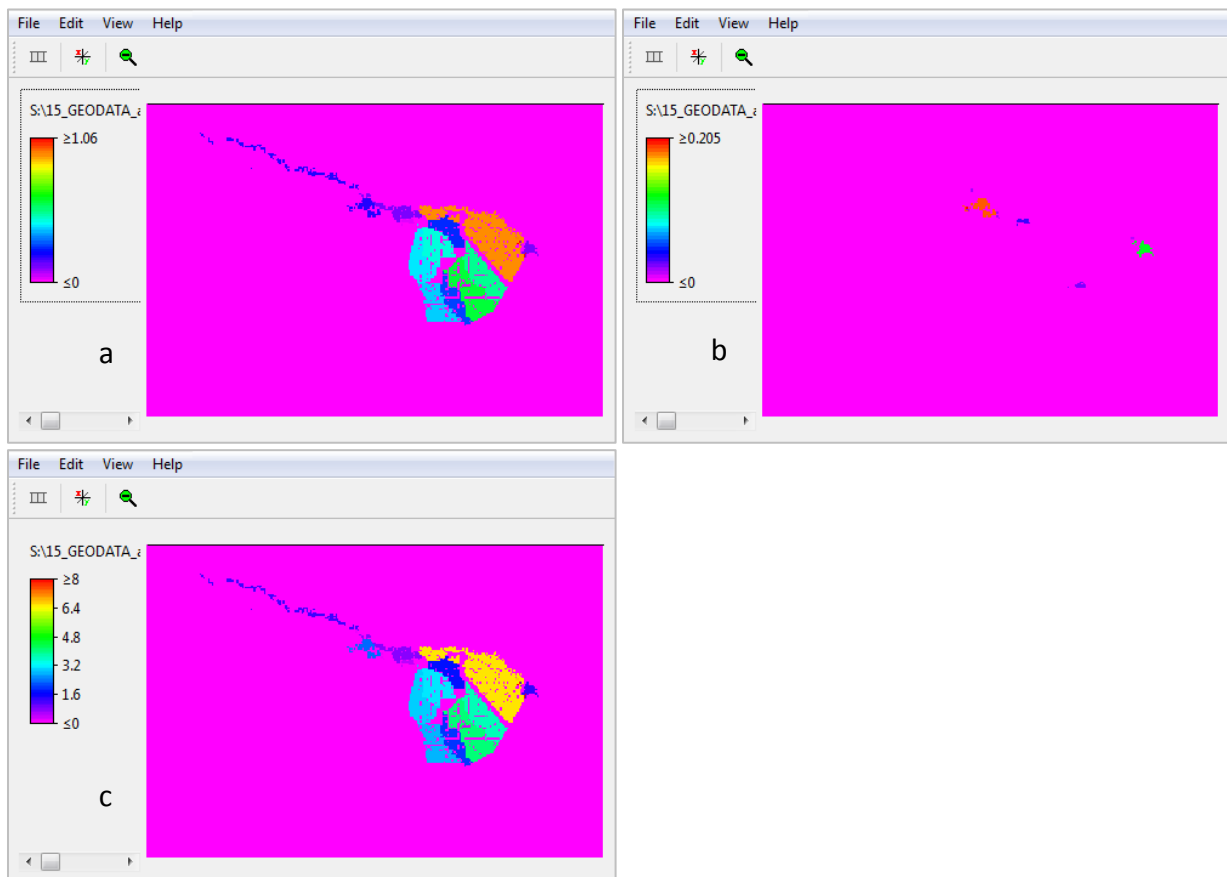 File Edit View Help
S:\15_GEODATA_a
≥1.06
≤0
a
File Edit View Help
S:\15_GEODATA_a
≥0.205
≤0
b
File Edit View Help
S:\15_GEODATA_a
≥8
6.4
4.8
3.2
1.6
≤0
c